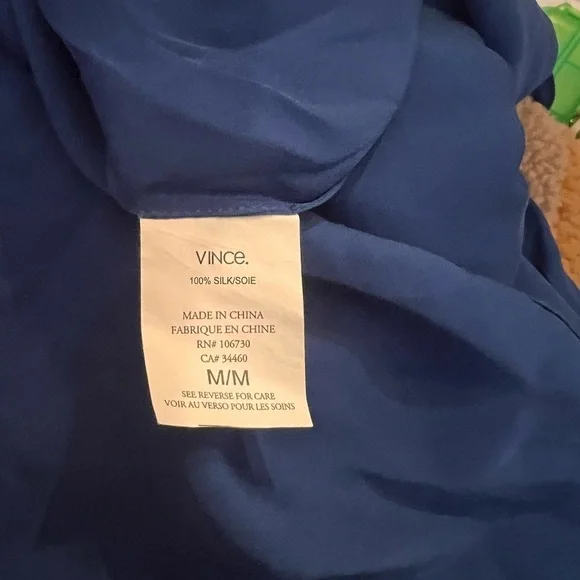 VINCE.
100% SILK/SOIE
MADE IN CHINA
FABRIQUE EN CHINE
RN# 106730
CA# 34460
M/M
SEE REVERSE FOR CARE
VOIR AU VERSO POUR LES SOINS